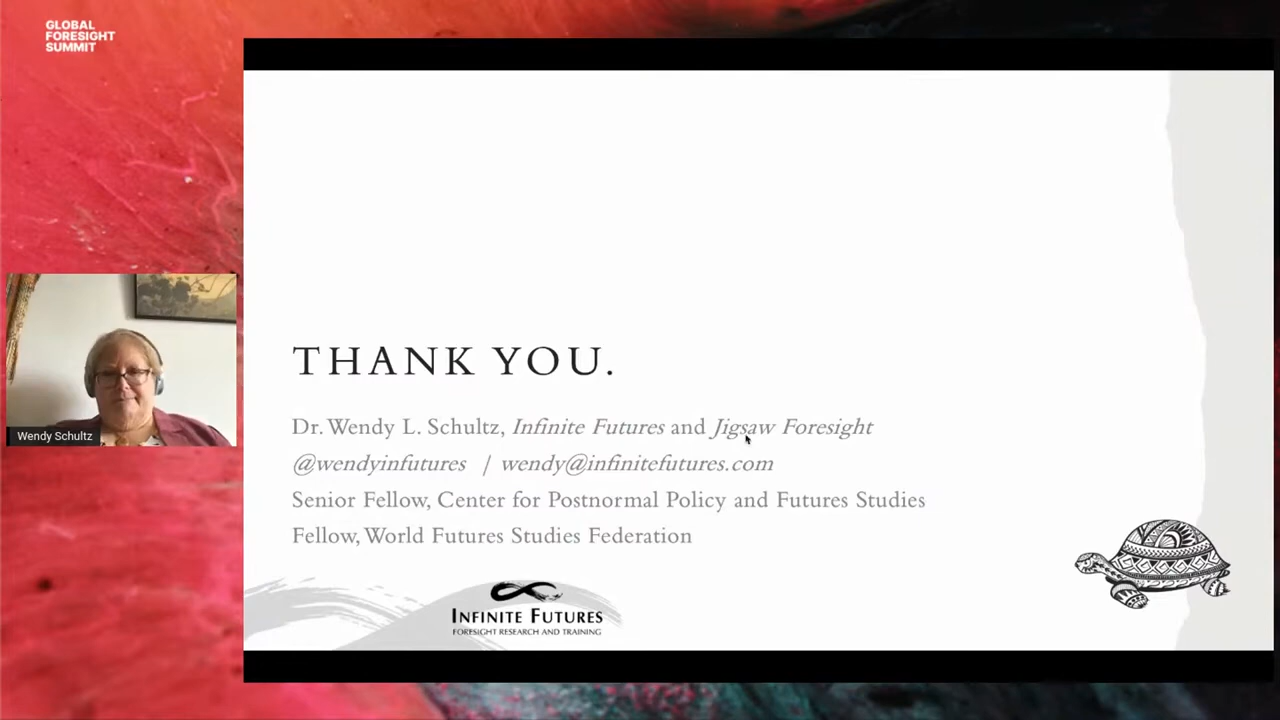 GLOBAL
FORESIGHT
SUMMIT
THANK YOU.
Dr. Wendy L. Schultz, Infinite Futures and Jigsaw Foresight
@wendyinfutures | wendy@infinitefutures.com
Senior Fellow, Center for Postnormal Policy and Futures Studies
Fellow, World Futures Studies Federation
Wendy Schultz
INFINITE FUTURES
FORESIGHT RESEARCH AND TRAINING